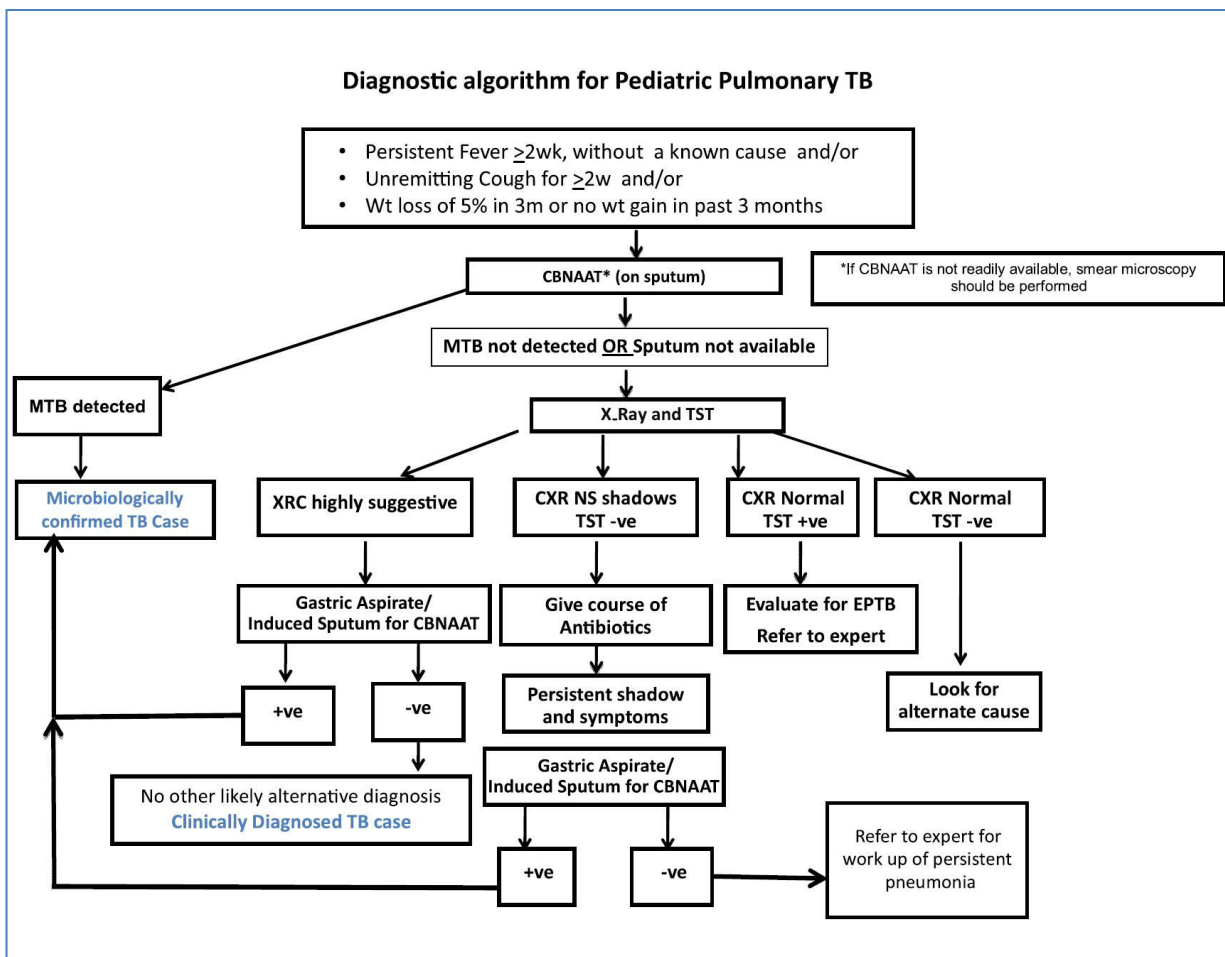 Diagnostic algorithm for Pediatric Pulmonary TB
• Persistent Fever >2wk, without a known cause and/or
• Unremitting Cough for >2w and/or
• Wt loss of 5% in 3m or no wt gain in past 3 months
CBNAAT* (on sputum)
*If CBNAAT is not readily available, smear microscopy
should be performed
MTB not detected OR Sputum not available
MTB detected
X-Ray and TST
Microbiologically
confirmed TB Case
XRC highly suggestive
CXR NS shadows
TST -ve
CXR Normal
TST +ve
CXR Normal
TST -ve
Gastric Aspirate/
Induced Sputum for CBNAAT
Give course of
Antibiotics
Evaluate for EPTB
Refer to expert
+ve
-ve
Persistent shadow
and symptoms
Look for
alternate cause
Gastric Aspirate/
Induced Sputum for CBNAAT
No other likely alternative diagnosis
Clinically Diagnosed TB case
+ve
-ve
Refer to expert for
work up of persistent
pneumonia